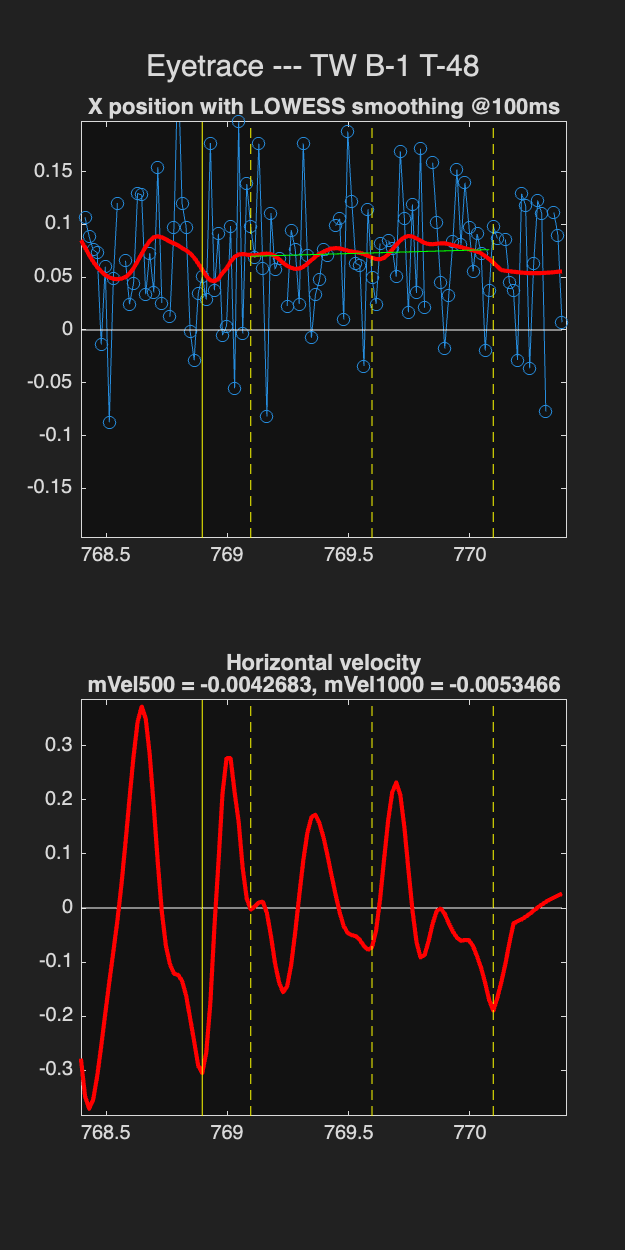 Eyetrace --- TW B-1 T-48
X position with LOWESS smoothing @100ms
0.15
0.1
0.05
0
-0.05
-0.1
-0.15
768.5 769 769.5 770
Horizontal velocity
mVel500 = -0.0042683, mVel1000 = -0.0053466
0.3
0.2
0.1
0
-0.1
-0.2
-0.3
768.5 769 769.5 770